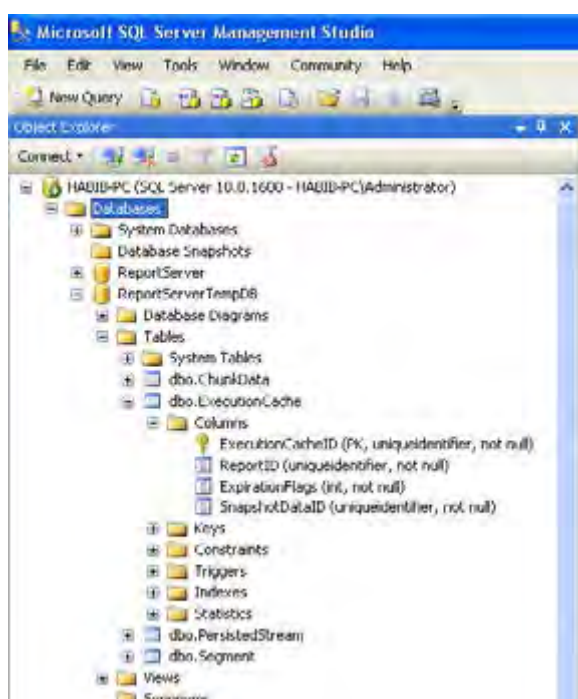 Microsoft SQL Server Management Studio
File Edit View Tools Window Community Help
New Query
Object Explorer
Connect
HABIB-PC (SQL Server 10.0.1600 - HABIB-PC\Administrator)
Databases
System Databases
Database Snapshots
ReportServer
ReportServerTempDB
Database Diagrams
Tables
System Tables
dbo.ChunkData
dbo.ExecutionCache
Columns
ExecutionCacheID (PK, uniqueidentifier, not null)
ReportID (uniqueidentifier, not null)
ExpirationFlags (int, not null)
SnapshotDataID (uniqueidentifier, not null)
Keys
Constraints
Triggers
Indexes
Statistics
dbo.PersistedStream
dbo.Segment
Views
Synonyms